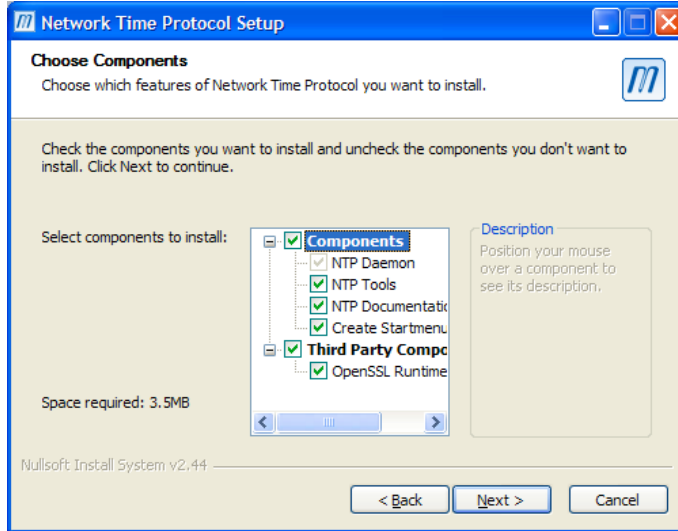 Network Time Protocol Setup
Choose Components
Choose which features of Network Time Protocol you want to install.
Check the components you want to install and uncheck the components you don't want to
install. Click Next to continue.
Select components to install:
Components
NTP Daemon
NTP Tools
NTP Documentatic
Create Startmenu
Third Party Compo
OpenSSL Runtime
Description
Position your mouse
over a component to
see its description.
Space required: 3.5MB
Nullsoft Install System v2.44
< Back
Next >
Cancel